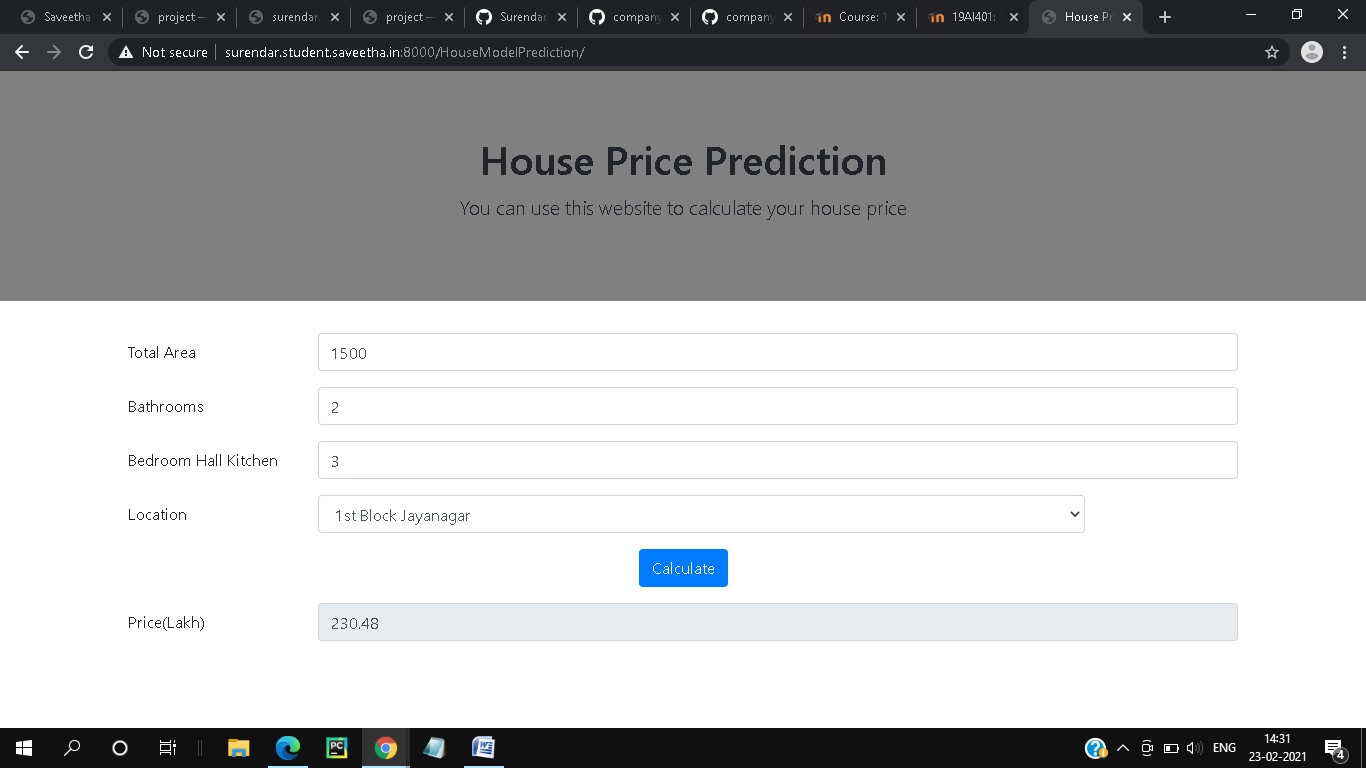 Saveetha project — surendar. project — Surendar company company Course: 1 19AI401: House Pr
Not secure surendar.student.saveetha.in:8000/HouseModelPrediction/
House Price Prediction
You can use this website to calculate your house price
Total Area 1500
Bathrooms 2
Bedroom Hall Kitchen 3
Location 1st Block Jayanagar
Calculate
Price(Lakh) 230.48
PC W ? ENG 14:31
23-02-2021 4